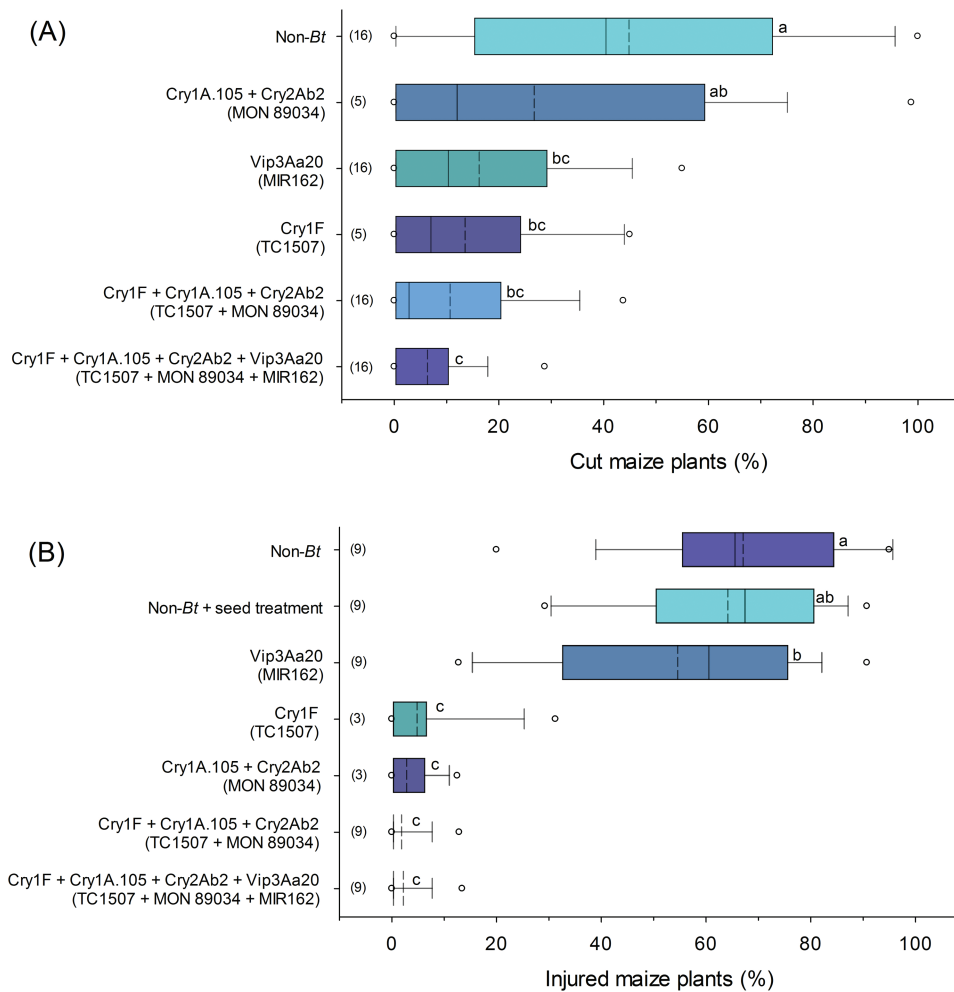 (A)
Non-Bt (16) a
Cry1A.105 + Cry2Ab2
(MON 89034) (5) ab
Vip3Aa20
(MIR162) (16) bc
Cry1F
(TC1507) (5) bc
Cry1F + Cry1A.105 + Cry2Ab2
(TC1507 + MON 89034) (16) bc
Cry1F + Cry1A.105 + Cry2Ab2 + Vip3Aa20
(TC1507 + MON 89034 + MIR162) (16) c
0 20 40 60 80 100
Cut maize plants (%)
(B)
Non-Bt (9) a
Non-Bt + seed treatment (9) ab
Vip3Aa20
(MIR162) (9) b
Cry1F
(TC1507) (3) c
Cry1A.105 + Cry2Ab2
(MON 89034) (3) c
Cry1F + Cry1A.105 + Cry2Ab2
(TC1507 + MON 89034) (9) c
Cry1F + Cry1A.105 + Cry2Ab2 + Vip3Aa20
(TC1507 + MON 89034 + MIR162) (9) c
0 20 40 60 80 100
Injured maize plants (%)